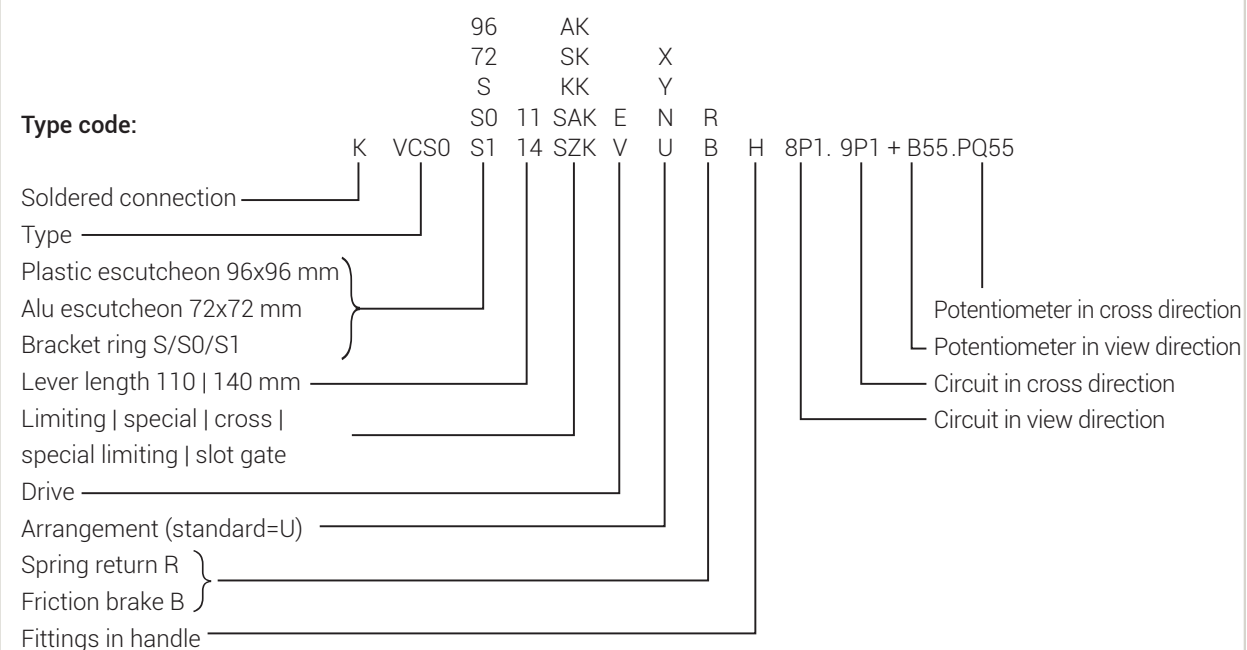 96 AK
72 SK X
S KK Y
S0 11 SAK E N R
Type code:
K VCS0 S1 14 SZK V U B H 8P1. 9P1 + B55.PQ55
Soldered connection
Type
Plastic escutcheon 96x96 mm
Alu escutcheon 72x72 mm
Bracket ring S/S0/S1
Lever length 110 | 140 mm
Limiting | special | cross |
special limiting | slot gate
Drive
Arrangement (standard=U)
Spring return R
Friction brake B
Fittings in handle
Potentiometer in cross direction
Potentiometer in view direction
Circuit in cross direction
Circuit in view direction